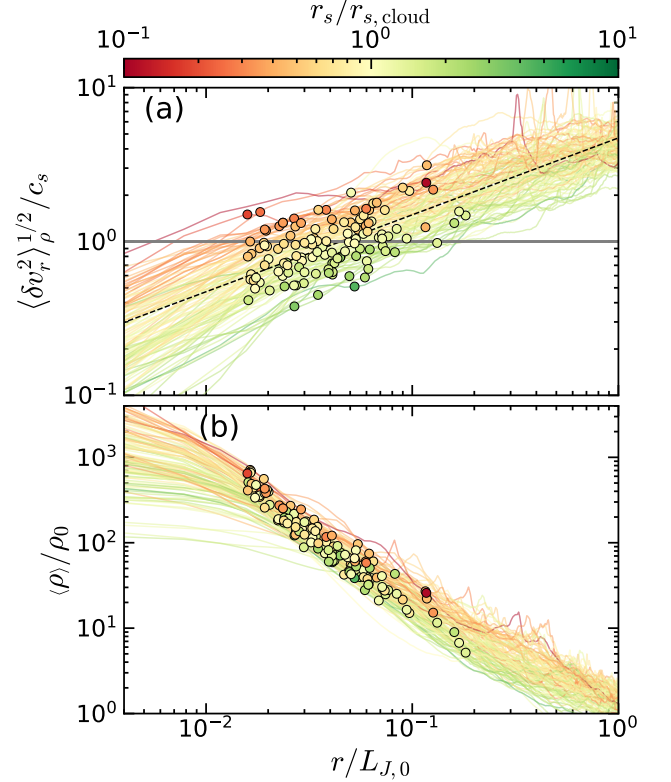 r_s/r_{s,cloud}
10^{-1} 10^0 10^1
(a)
10^1
10^0
10^{-1}
⟨δv_r^2⟩_ρ^{1/2}/c_s
(b)
10^3
10^2
10^1
10^0
⟨ρ⟩/ρ_0
10^{-2} 10^{-1} 10^0
r/L_{J,0}